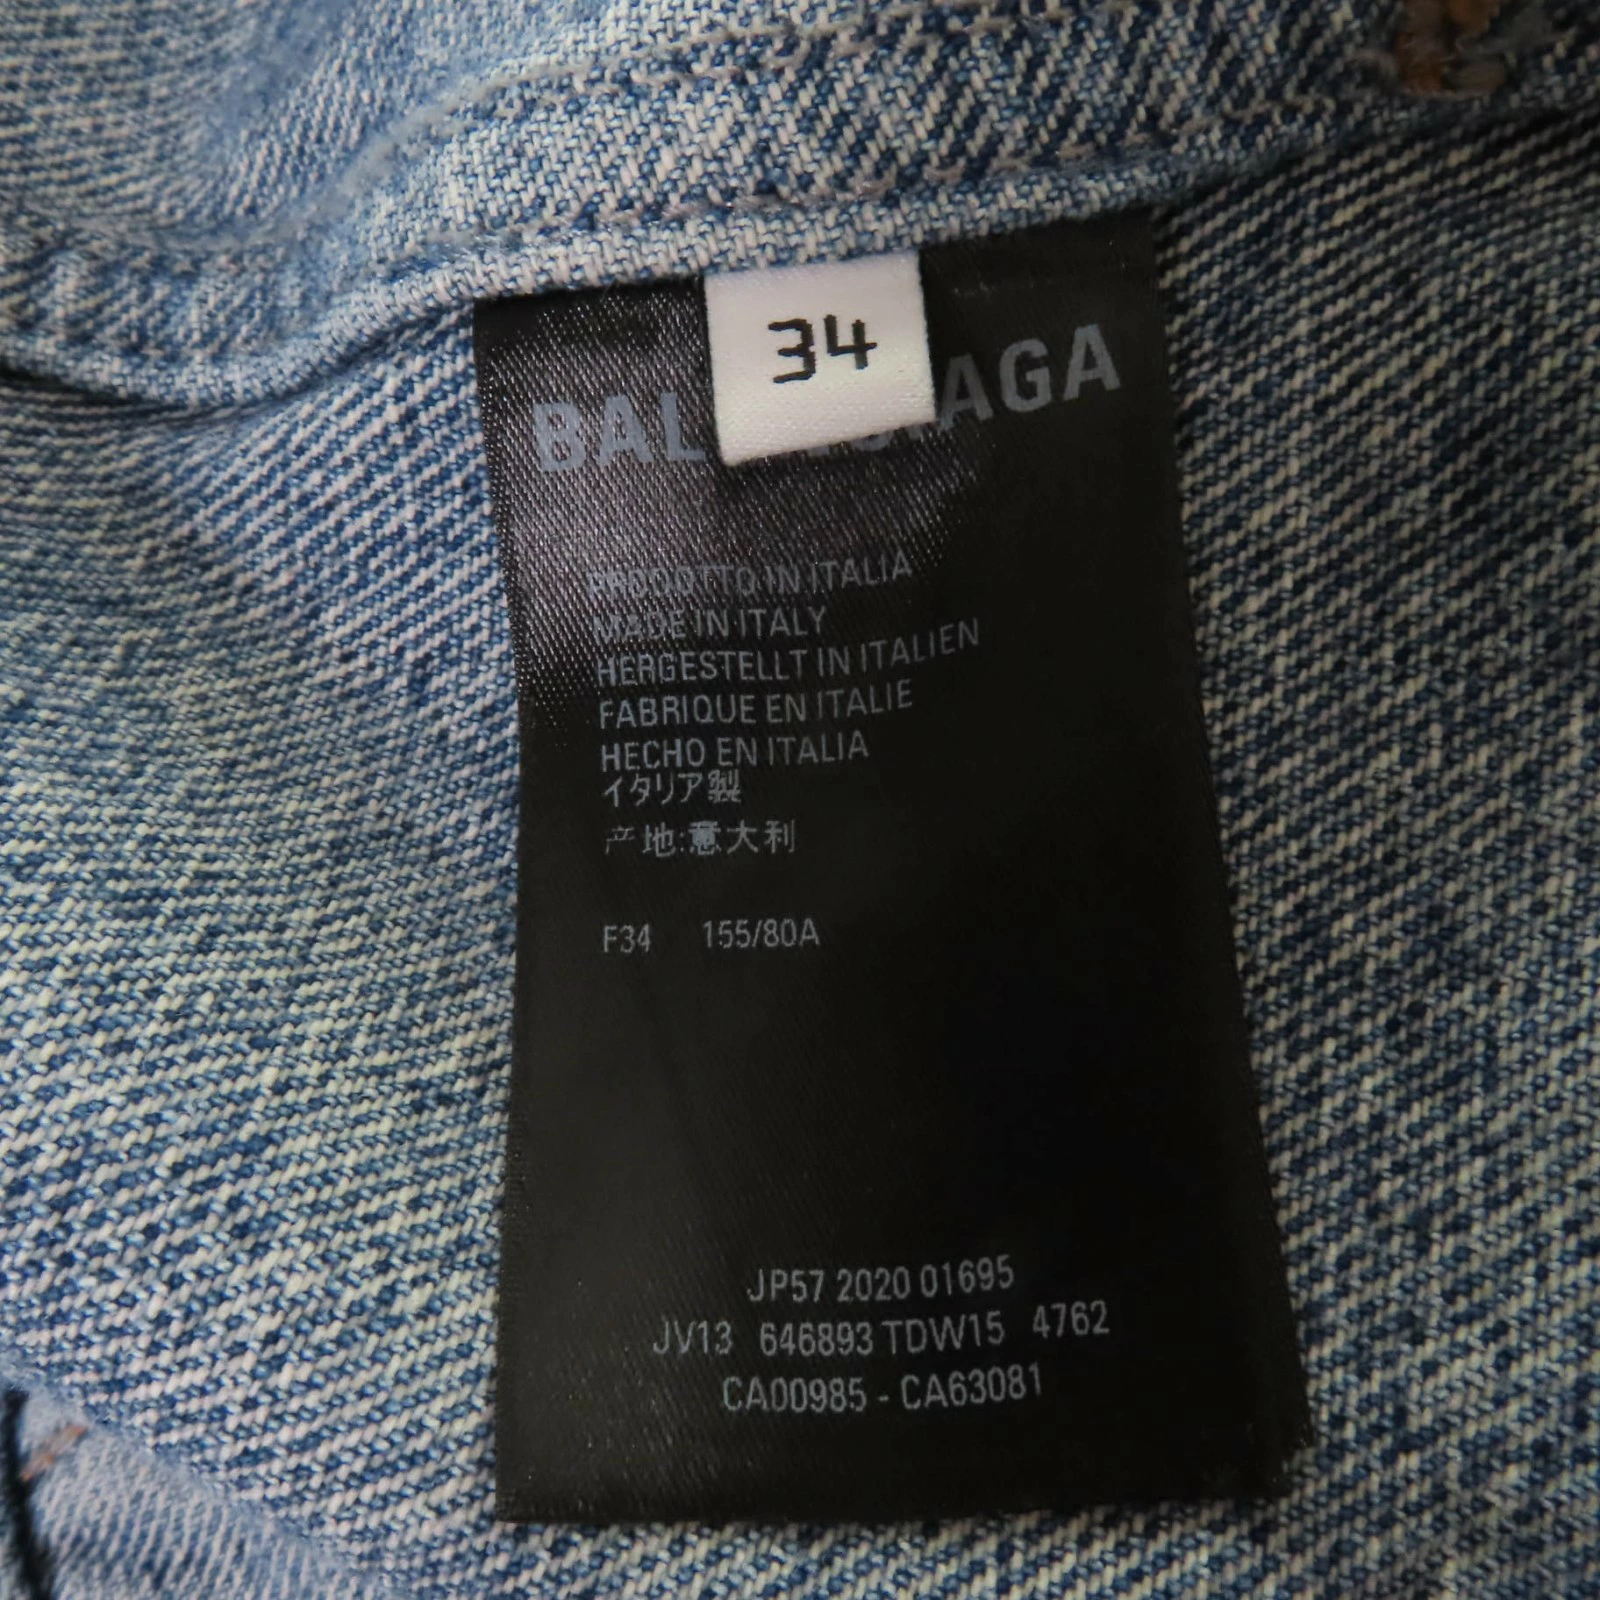 34
BALENCIAGA
PRODOTTO IN ITALIA
MADE IN ITALY
HERGESTELLT IN ITALIEN
FABRIQUE EN ITALIE
HECHO EN ITALIA
イタリア製
产地:意大利
F34 155/80A
JP57 2020 01695
JV13 646893 TDW15 4762
CA00985 - CA63081